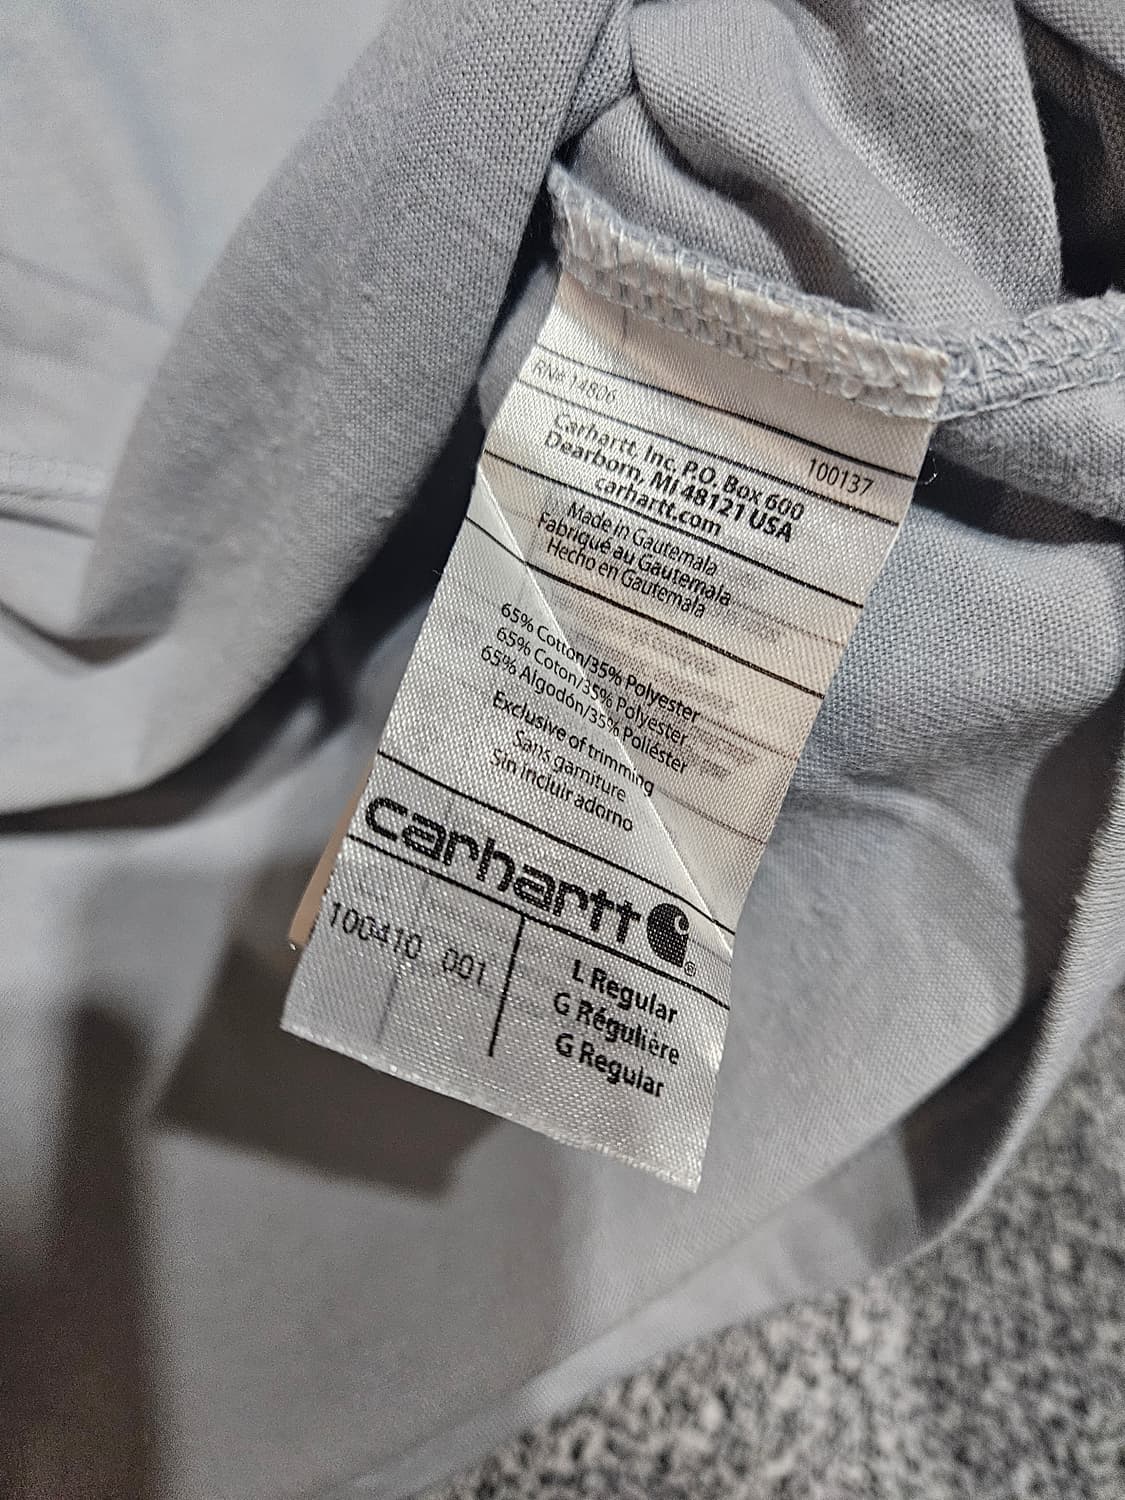 RN# 14806
100137
Carhartt, Inc. P.O. Box 600
Dearborn, MI 48121 USA
carhartt.com
Made in Gautemala
Fabriqué au Gautemala
Hecho en Gautemala
65% Cotton/35% Polyester
65% Coton/35% Polyester
65% Algodón/35% Poliéster
Exclusive of trimming
Sans garniture
Sin incluir adorno
carhartt ®
100410 001
L Regular
G Régulière
G Regular